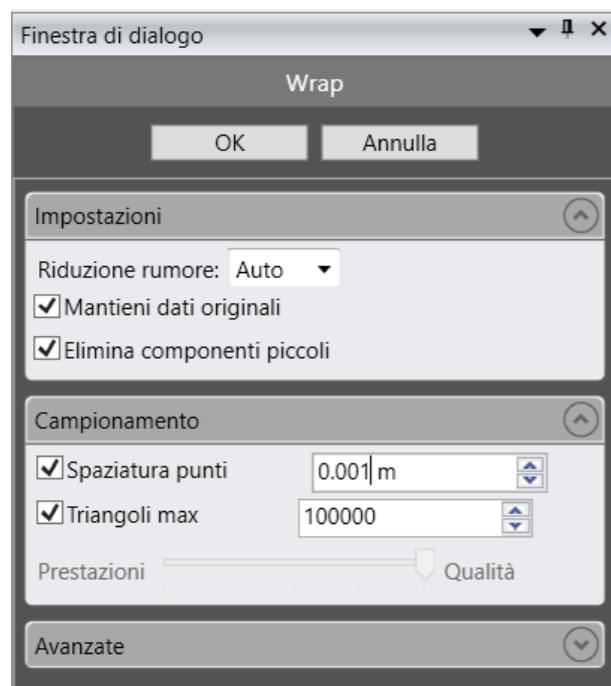 Finestra di dialogo
Wrap
OK Annulla
Impostazioni
Riduzione rumore: Auto
Mantieni dati originali
Elimina componenti piccoli
Campionamento
Spaziatura punti 0.001 m
Triangoli max 100000
Prestazioni Qualità
Avanzate